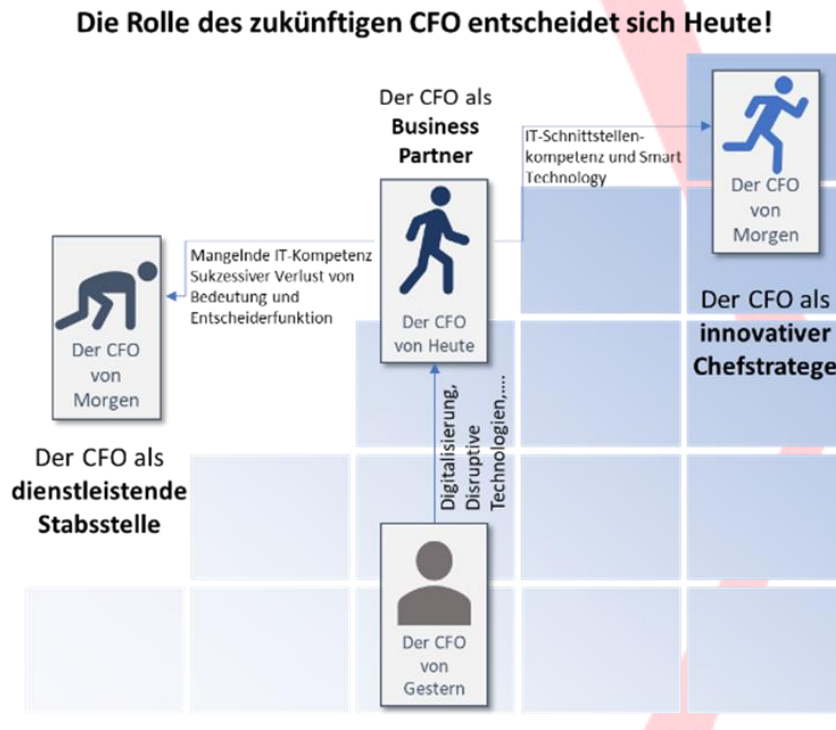 Die Rolle des zukünftigen CFO entscheidet sich Heute!
Der CFO als
Business
Partner
IT-Schnittstellen-
kompetenz und Smart
Technology
Der CFO
von
Morgen
Mangelnde IT-Kompetenz
Sukzessiver Verlust von
Bedeutung und
Entscheiderfunktion
Der CFO
von Heute
Der CFO als
innovativer
Chefstratege
Der CFO
von
Morgen
Der CFO als
dienstleistende
Stabsstelle
Digitalisierung,
Disruptive
Technologien,....
Der CFO
von
Gestern